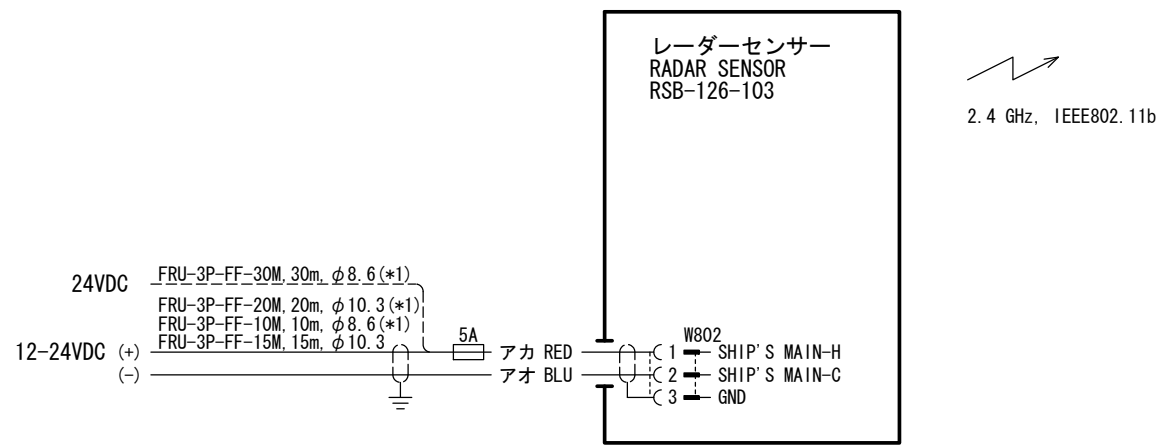 レーダーセンサー
RADAR SENSOR
RSB-126-103
2.4 GHz, IEEE802.11b
24VDC
FRU-3P-FF-30M,30m,φ8.6(*1)
FRU-3P-FF-20M,20m,φ10.3(*1)
FRU-3P-FF-10M,10m,φ8.6(*1)
FRU-3P-FF-15M,15m,φ10.3
12-24VDC (+)
(-)
5A
アカ RED
アオ BLU
W802
1 SHIP'S MAIN-H
2 SHIP'S MAIN-C
3 GND